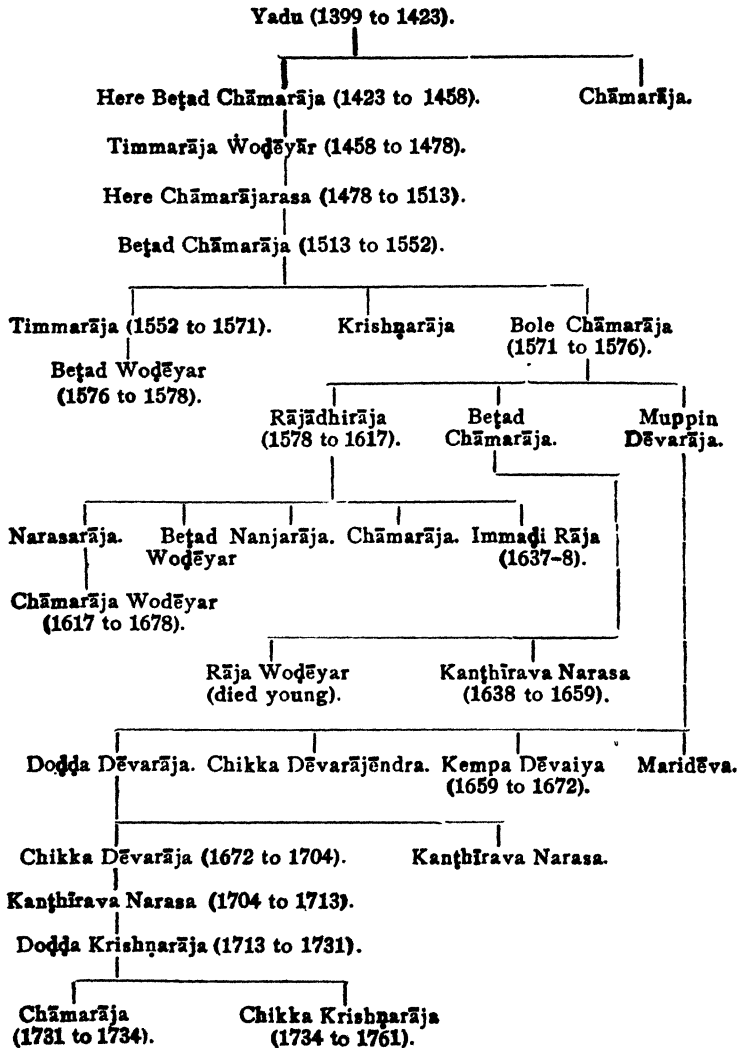 Yadu (1399 to 1423).
Here Beṭad Chāmarāja (1423 to 1458). Chāmarāja.
Timmarāja Woḍēyār (1458 to 1478).
Here Chāmarājarasa (1478 to 1513).
Beṭad Chāmarāja (1513 to 1552).
Timmarāja (1552 to 1571). Krishṇarāja Bole Chāmarāja
(1571 to 1576).
Beṭad Woḍēyar
(1576 to 1578).
Rājādhirāja Beṭad Muppin
(1578 to 1617). Chāmarāja. Dēvarāja.
Narasarāja. Beṭad Nanjarāja. Chāmarāja. Immaḍi Rāja
Woḍēyar (1637-8).
Chāmarāja Woḍēyar
(1617 to 1678).
Rāja Woḍēyar Kanṭhīrava Narasa
(died young). (1638 to 1659).
Doḍḍa Dēvarāja. Chikka Dēvarājēndra. Kempa Dēvaiya Maridēva.
(1659 to 1672).
Chikka Dēvarāja (1672 to 1704). Kanṭhīrava Narasa.
Kanṭhīrava Narasa (1704 to 1713).
Doḍḍa Krishṇarāja (1713 to 1731).
Chāmarāja Chikka Krishṇarāja
(1731 to 1734). (1734 to 1761).